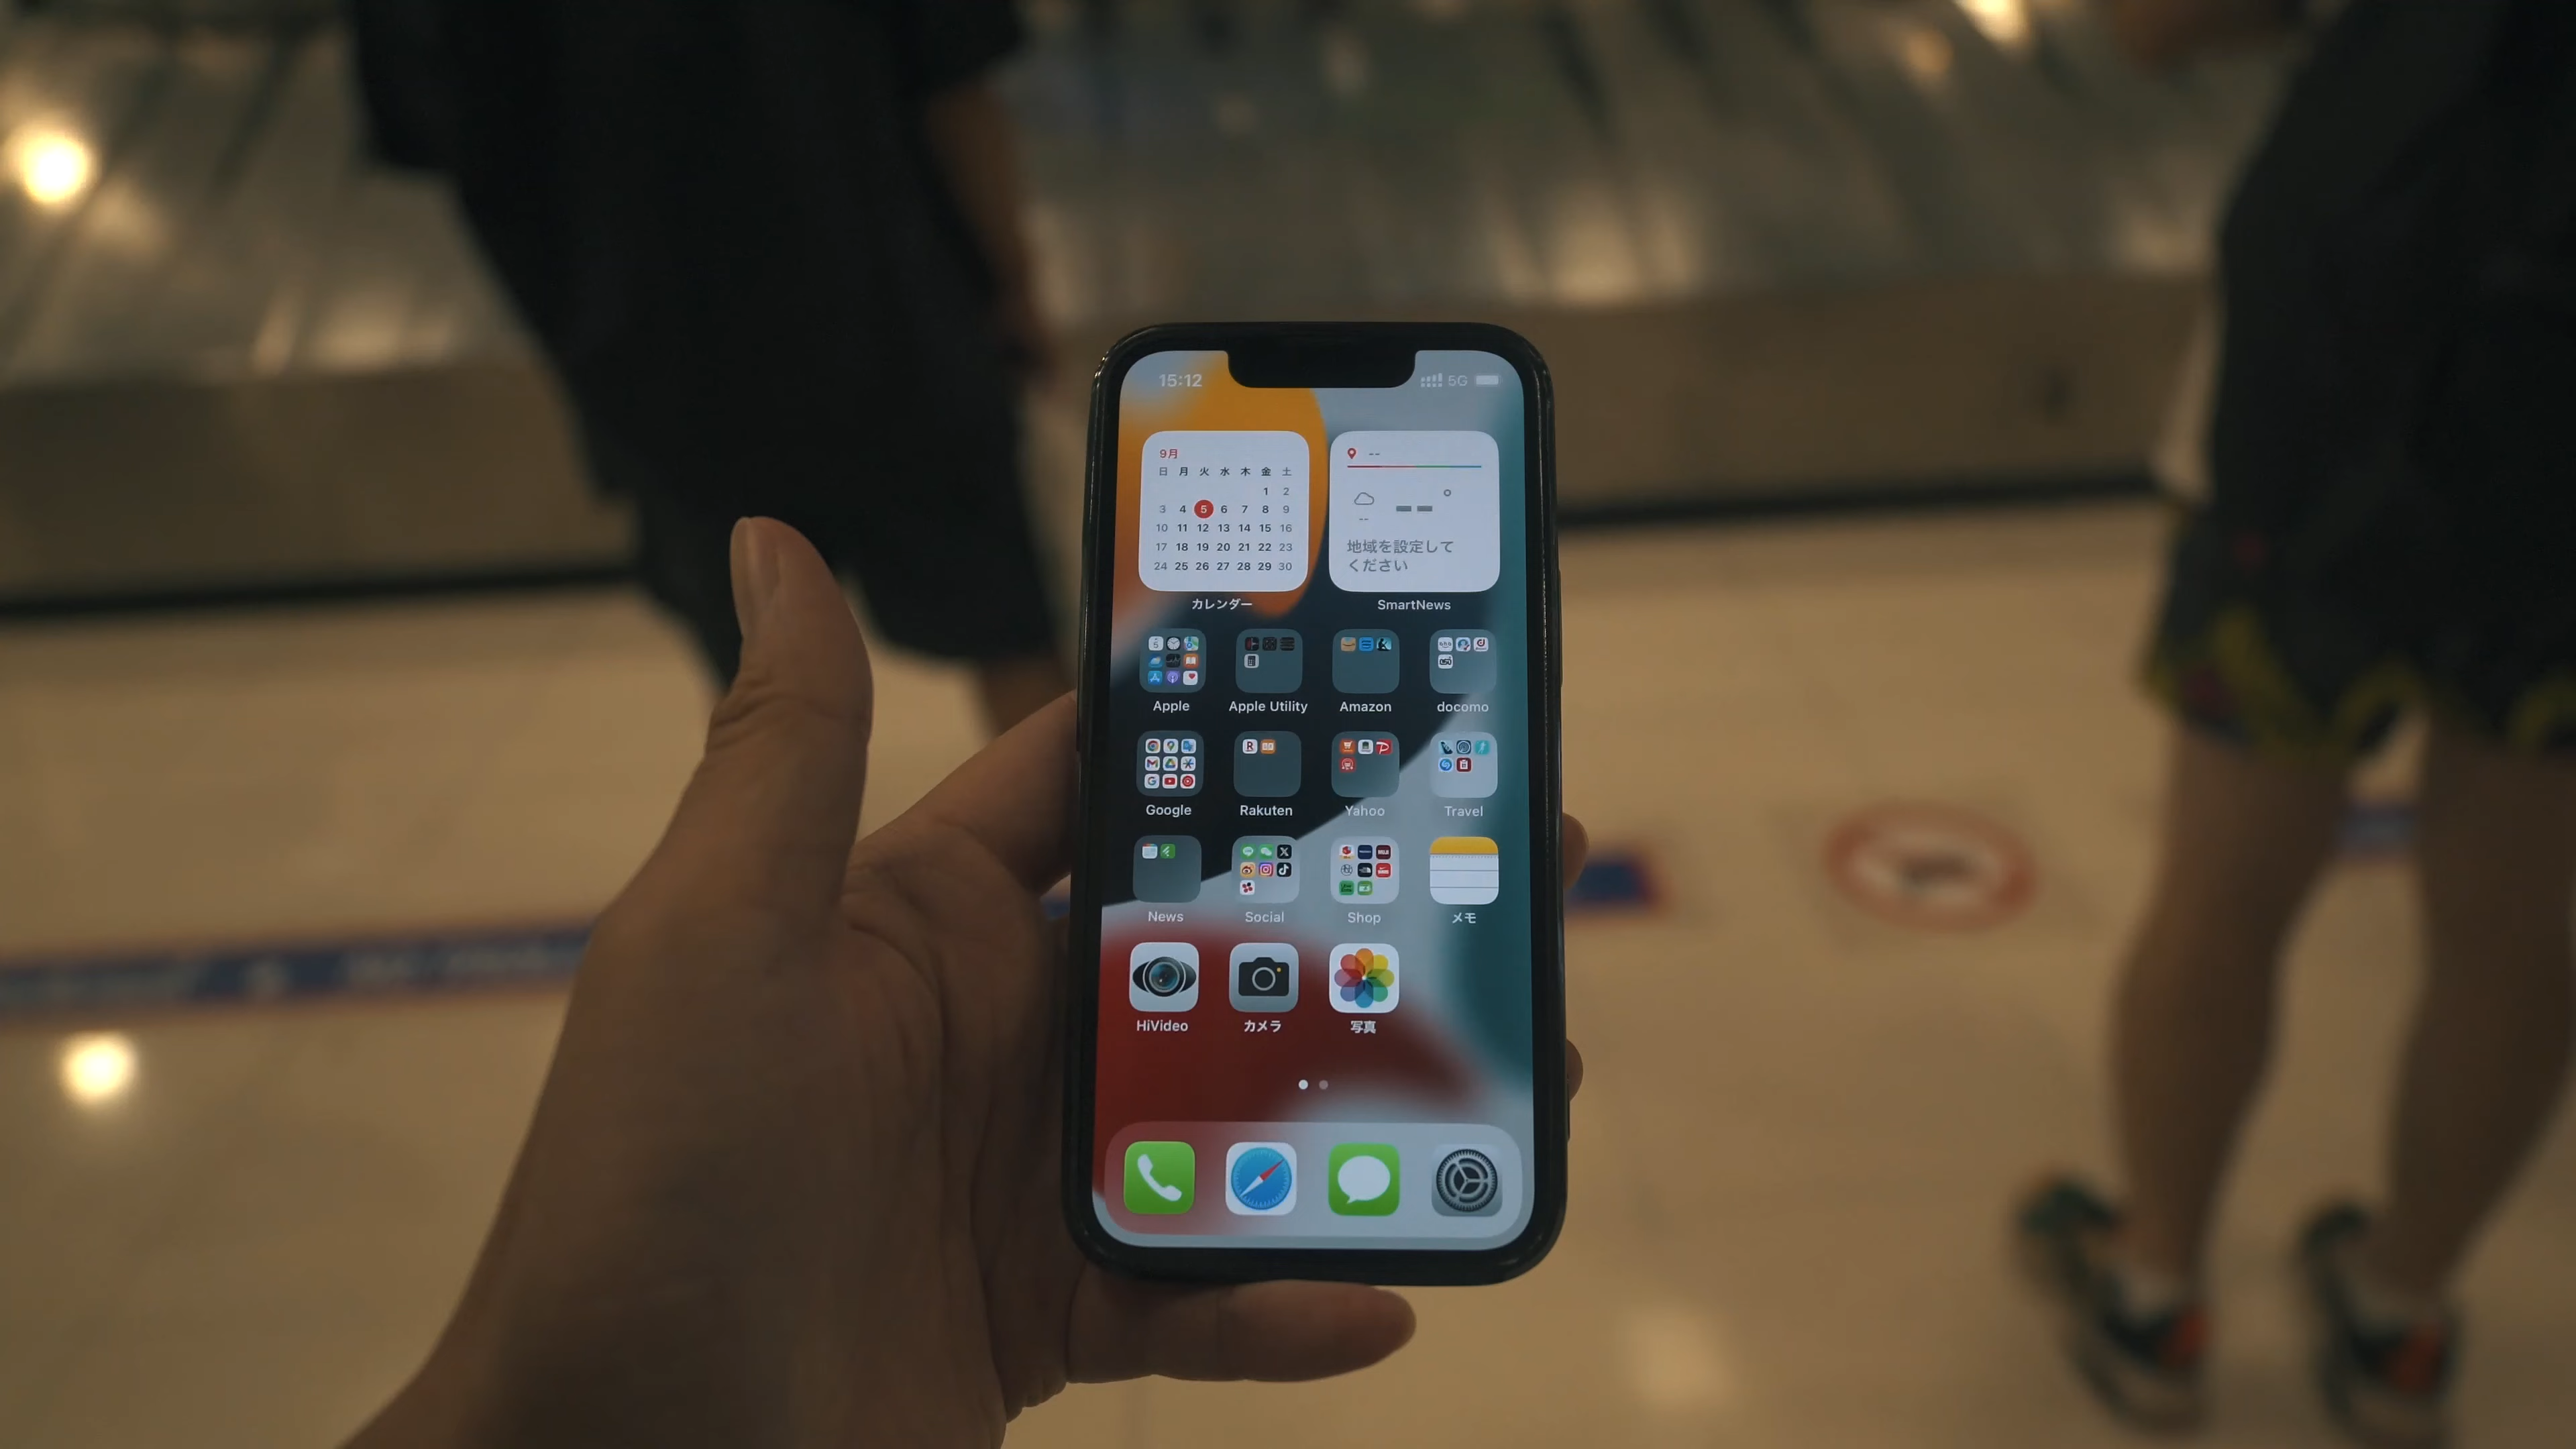 15:12
5G
9月
日 月 火 水 木 金 土
1 2
3 4 5 6 7 8 9
10 11 12 13 14 15 16
17 18 19 20 21 22 23
24 25 26 27 28 29 30
カレンダー
--
--
地域を設定して
ください
SmartNews
Apple
Apple Utility
Amazon
docomo
Google
Rakuten
Yahoo
Travel
News
Social
Shop
メモ
HiVideo
カメラ
写真